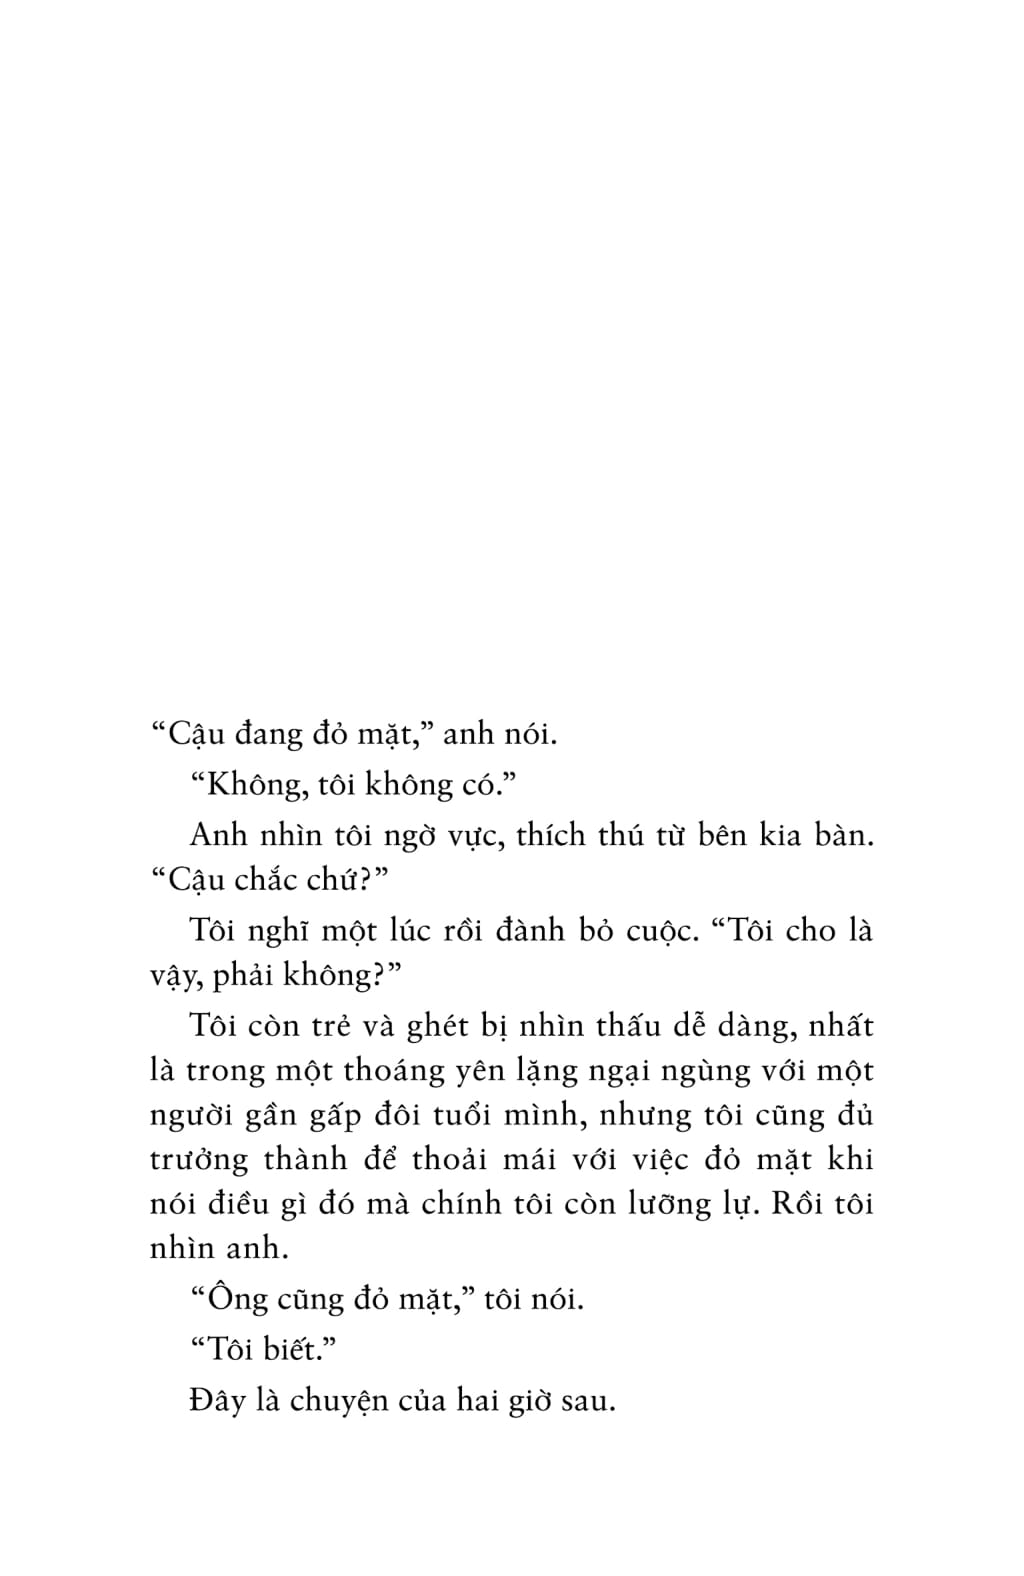 “Cậu đang đỏ mặt,” anh nói.
“Không, tôi không có.”
Anh nhìn tôi ngờ vực, thích thú từ bên kia bàn.
“Cậu chắc chứ?”
Tôi nghĩ một lúc rồi đành bỏ cuộc. “Tôi cho là
vậy, phải không?”
Tôi còn trẻ và ghét bị nhìn thấu dễ dàng, nhất
là trong một thoáng yên lặng ngại ngùng với một
người gần gấp đôi tuổi mình, nhưng tôi cũng đủ
trưởng thành để thoải mái với việc đỏ mặt khi
nói điều gì đó mà chính tôi còn lưỡng lự. Rồi tôi
nhìn anh.
“Ông cũng đỏ mặt,” tôi nói.
“Tôi biết.”
Đây là chuyện của hai giờ sau.